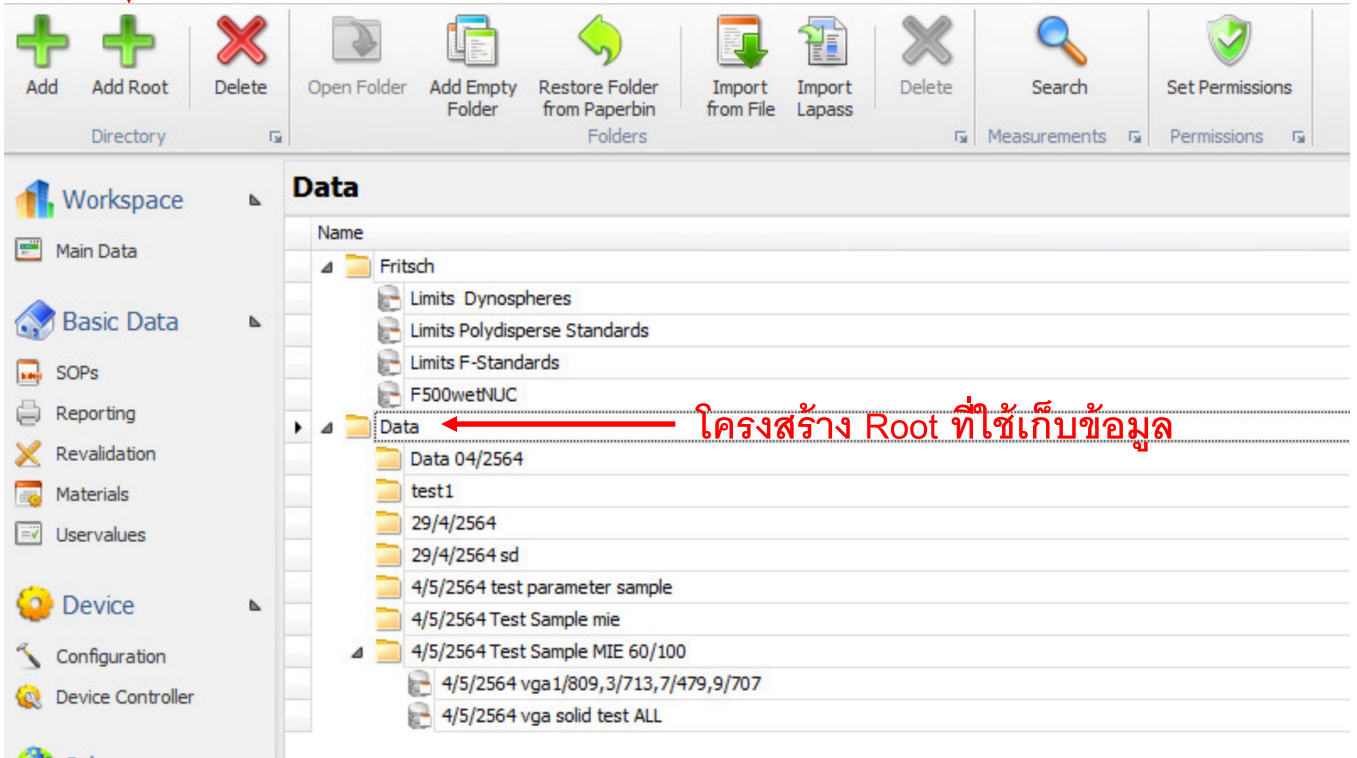 Add Add Root Delete Open Folder Add Empty Folder Restore Folder from Paperbin Import from File Import Lapass Delete Search Set Permissions
Directory Folders Measurements Permissions
Workspace
Main Data
Basic Data
SOPs
Reporting
Revalidation
Materials
Uservalues
Device
Configuration
Device Controller
Data
Name
Fritsch
Limits Dynospheres
Limits Polydisperse Standards
Limits F-Standards
F500wetNUC
Data โครงสร้าง Root ที่ใช้เก็บข้อมูล
Data 04/2564
test1
29/4/2564
29/4/2564 sd
4/5/2564 test parameter sample
4/5/2564 Test Sample mie
4/5/2564 Test Sample MIE 60/100
4/5/2564 vga1/809,3/713,7/479,9/707
4/5/2564 vga solid test ALL